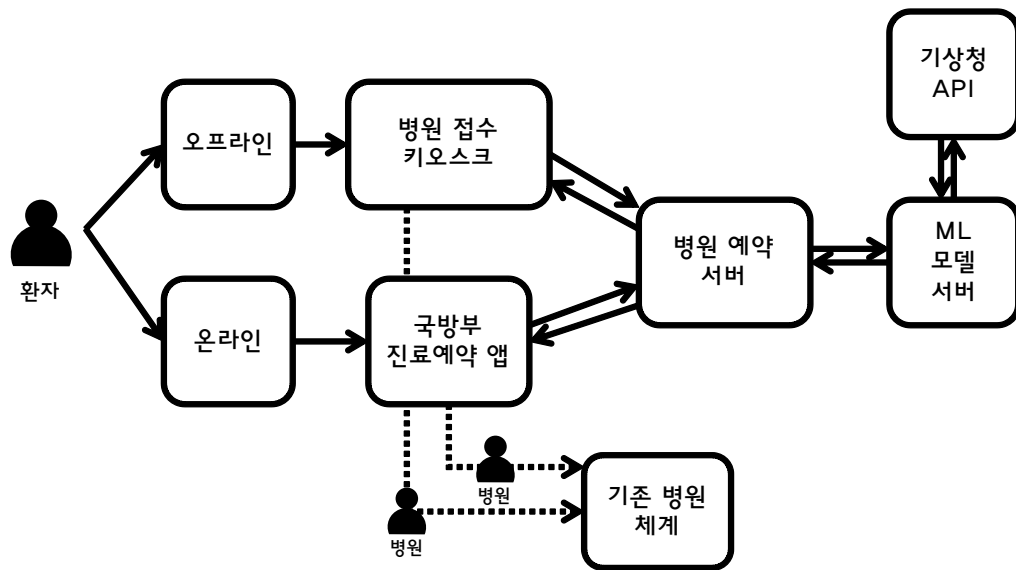 기상청
API
오프라인
병원 접수
키오스크
환자
병원 예약
서버
ML
모델
서버
온라인
국방부
진료예약 앱
병원
기존 병원
체계
병원